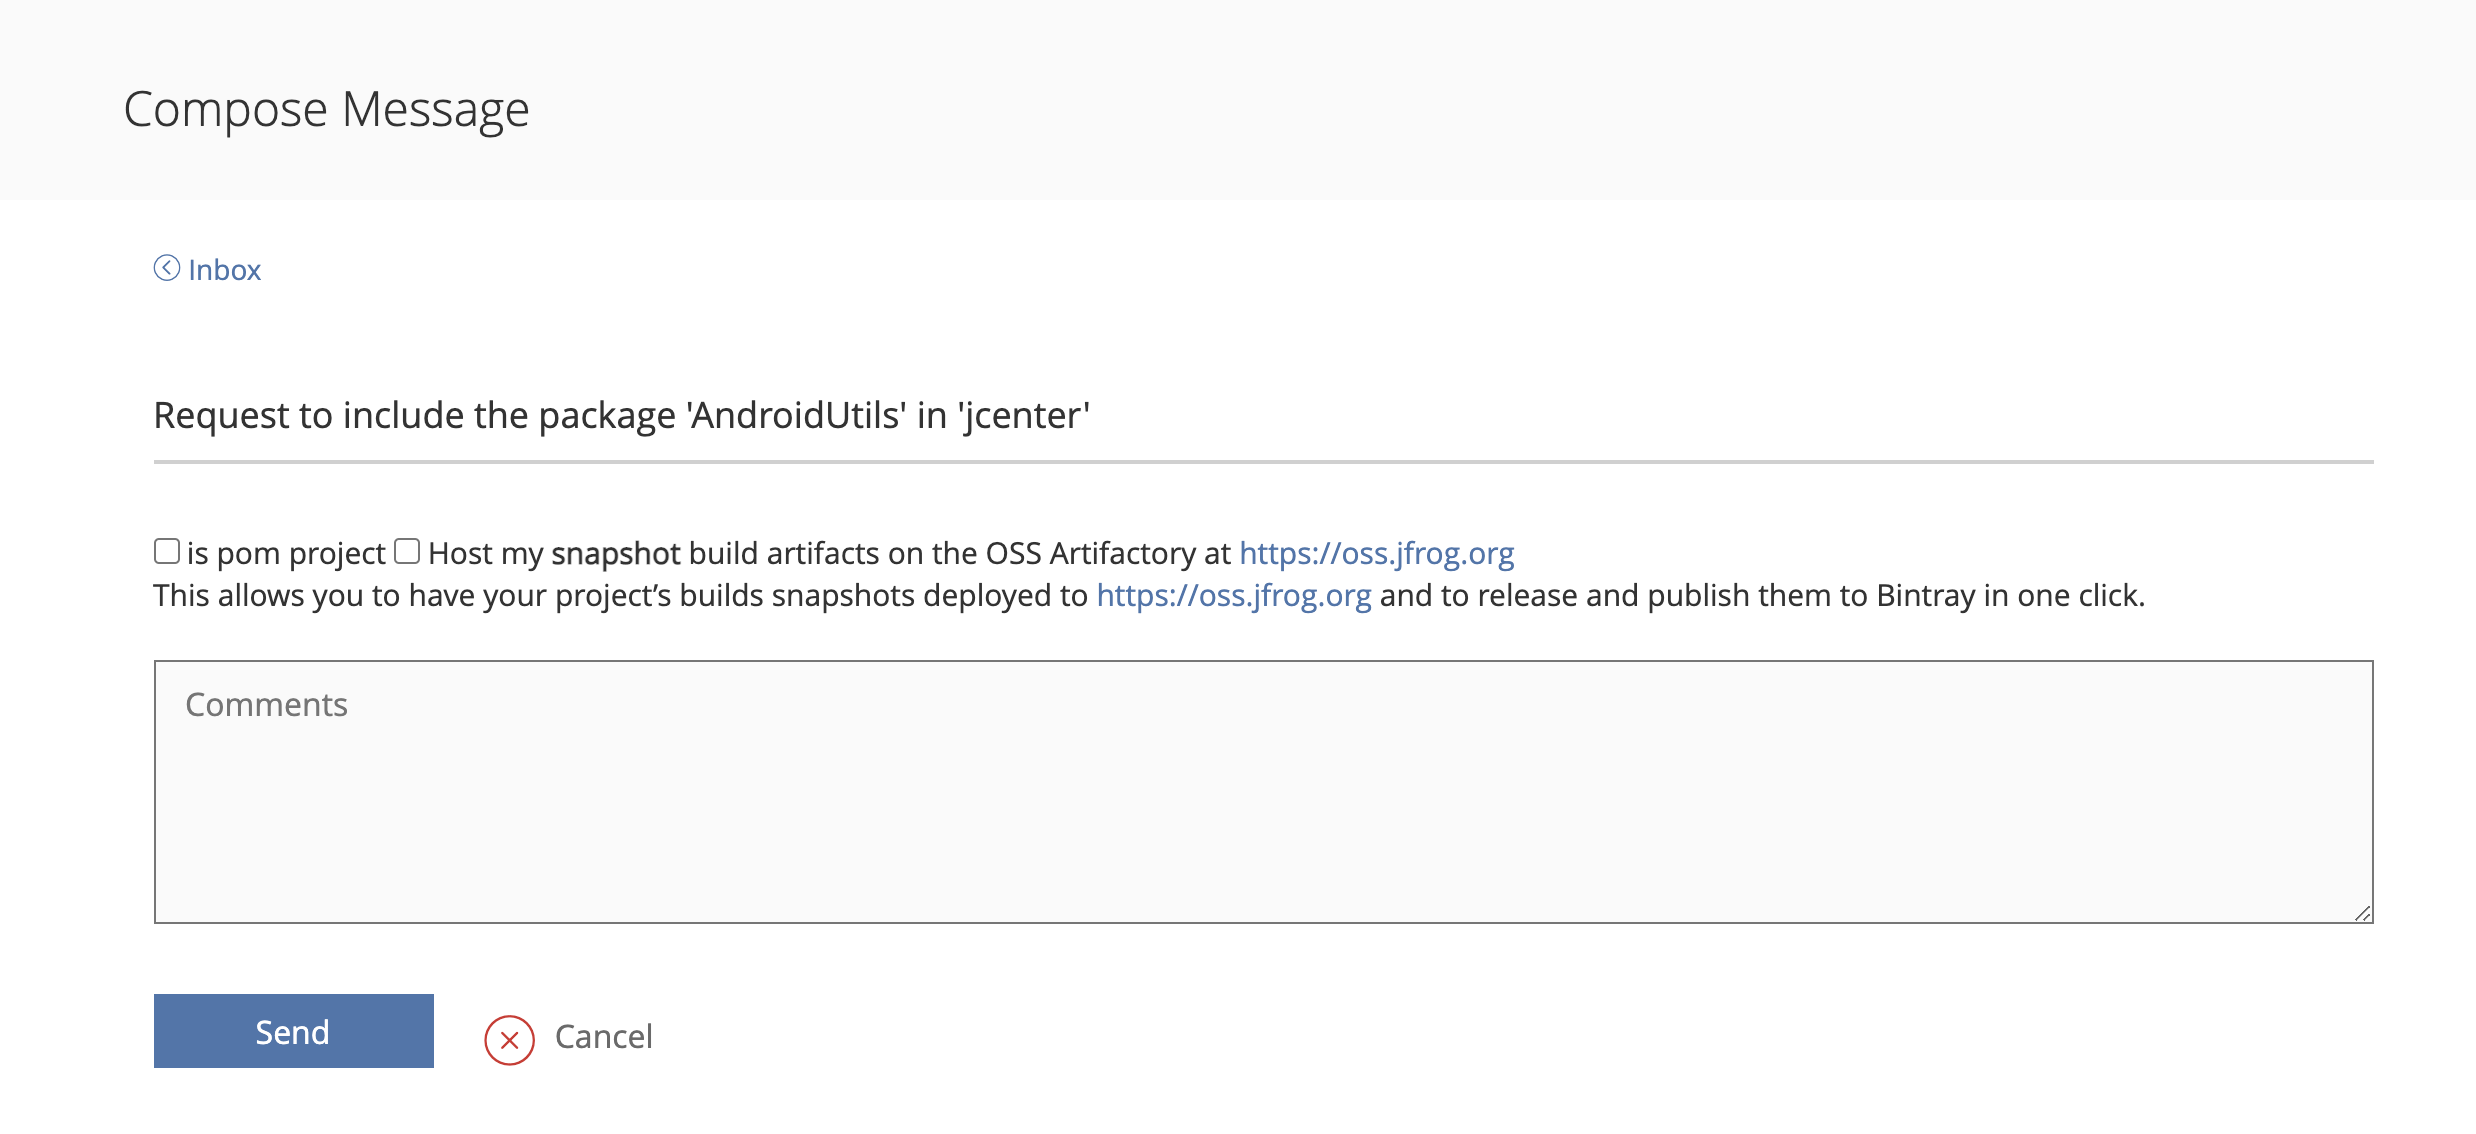 Compose Message
Inbox
Request to include the package 'AndroidUtils' in 'jcenter'
is pom project Host my snapshot build artifacts on the OSS Artifactory at https://oss.jfrog.org
This allows you to have your project’s builds snapshots deployed to https://oss.jfrog.org and to release and publish them to Bintray in one click.
Comments
Send Cancel